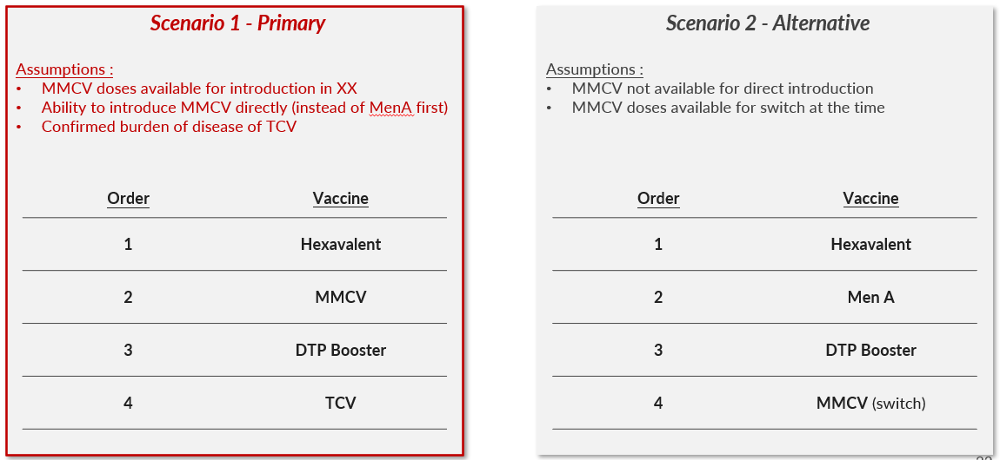 Scenario 1 - Primary
Assumptions :
• MMCV doses available for introduction in XX
• Ability to introduce MMCV directly (instead of MenA first)
• Confirmed burden of disease of TCV
Order Vaccine
1 Hexavalent
2 MMCV
3 DTP Booster
4 TCV
Scenario 2 - Alternative
Assumptions :
• MMCV not available for direct introduction
• MMCV doses available for switch at the time
Order Vaccine
1 Hexavalent
2 Men A
3 DTP Booster
4 MMCV (switch)